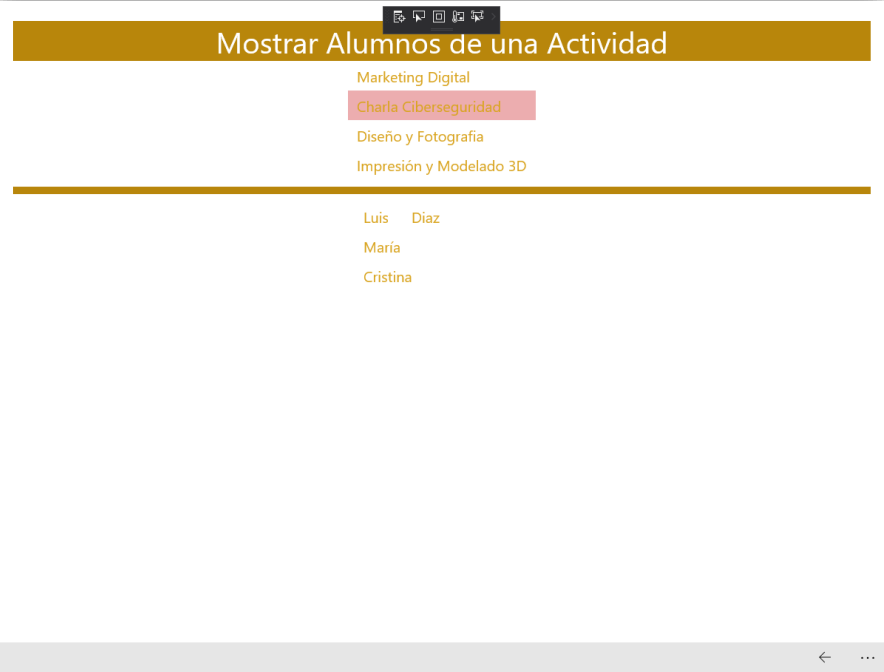 Mostrar Alumnos de una Actividad
Marketing Digital
Charla Ciberseguridad
Diseño y Fotografia
Impresión y Modelado 3D
Luis Diaz
María
Cristina